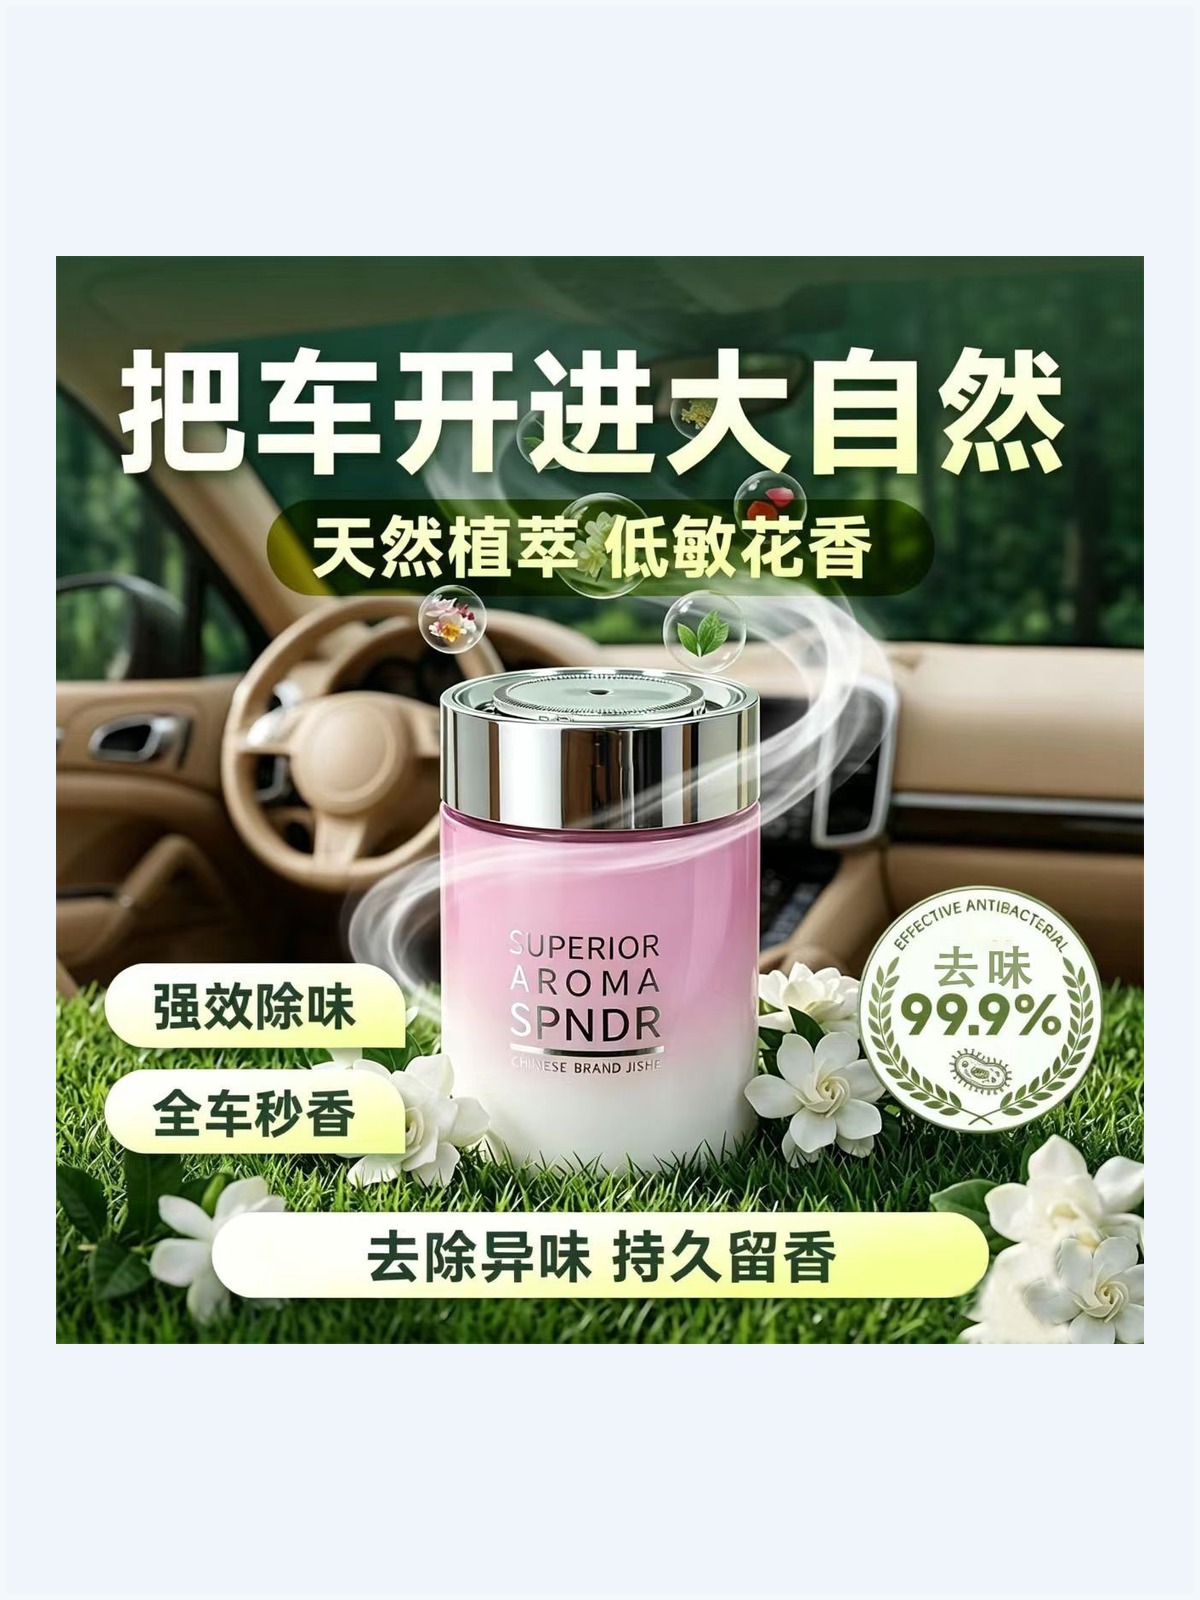 把车开进大自然
天然植萃 低敏花香
SUPERIOR
AROMA
SPNDR
CHINESE BRAND JISHE
EFFECTIVE ANTIBACTERIAL
去味
99.9%
强效除味
全车秒香
去除异味 持久留香